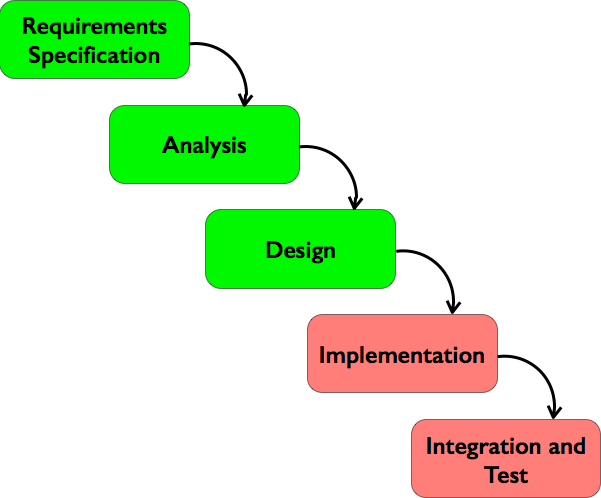 Requirements
Specification
Analysis
Design
Implementation
Integration and
Test